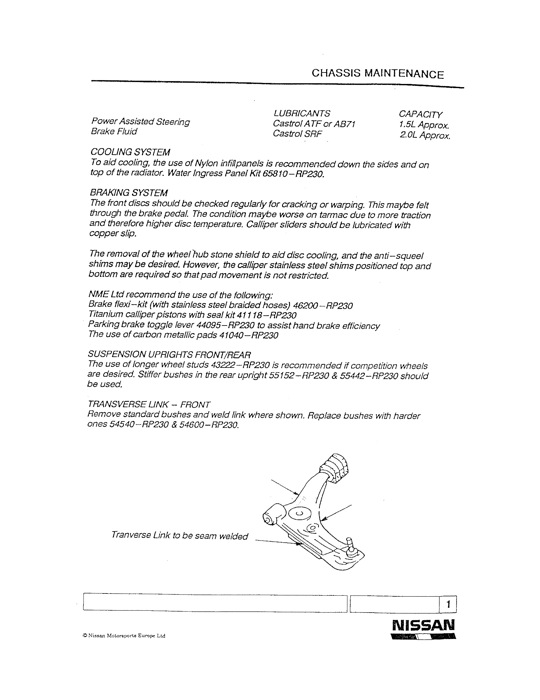 CHASSIS MAINTENANCE
LUBRICANTS CAPACITY
Power Assisted Steering Castrol ATF or AB71 1.5L Approx.
Brake Fluid Castrol SRF 2.0L Approx.
COOLING SYSTEM
To aid cooling, the use of Nylon infillpanels is recommended down the sides and on
top of the radiator. Water Ingress Panel Kit 65810-RP230.
BRAKING SYSTEM
The front discs should be checked regularly for cracking or warping. This maybe felt
through the brake pedal. The condition maybe worse on tarmac due to more traction
and therefore higher disc temperature. Calliper sliders should be lubricated with
copper slip.
The removal of the wheel hub stone shield to aid disc cooling, and the anti-squeel
shims may be desired. However, the calliper stainless steel shims positioned top and
bottom are required so that pad movement is not restricted.
NME Ltd recommend the use of the following:
Brake flexi-kit (with stainless steel braided hoses) 46200-RP230
Titanium calliper pistons with seal kit 41118-RP230
Parking brake toggle lever 44095-RP230 to assist hand brake efficiency
The use of carbon metallic pads 41040-RP230
SUSPENSION UPRIGHTS FRONT/REAR
The use of longer wheel studs 43222-RP230 is recommended if competition wheels
are desired. Stiffer bushes in the rear upright 55152-RP230 & 55442-RP230 should
be used.
TRANSVERSE LINK - FRONT
Remove standard bushes and weld link where shown. Replace bushes with harder
ones 54540-RP230 & 54600-RP230.
Tranverse Link to be seam welded
1
NISSAN
© Nissan Motorsports Europe Ltd